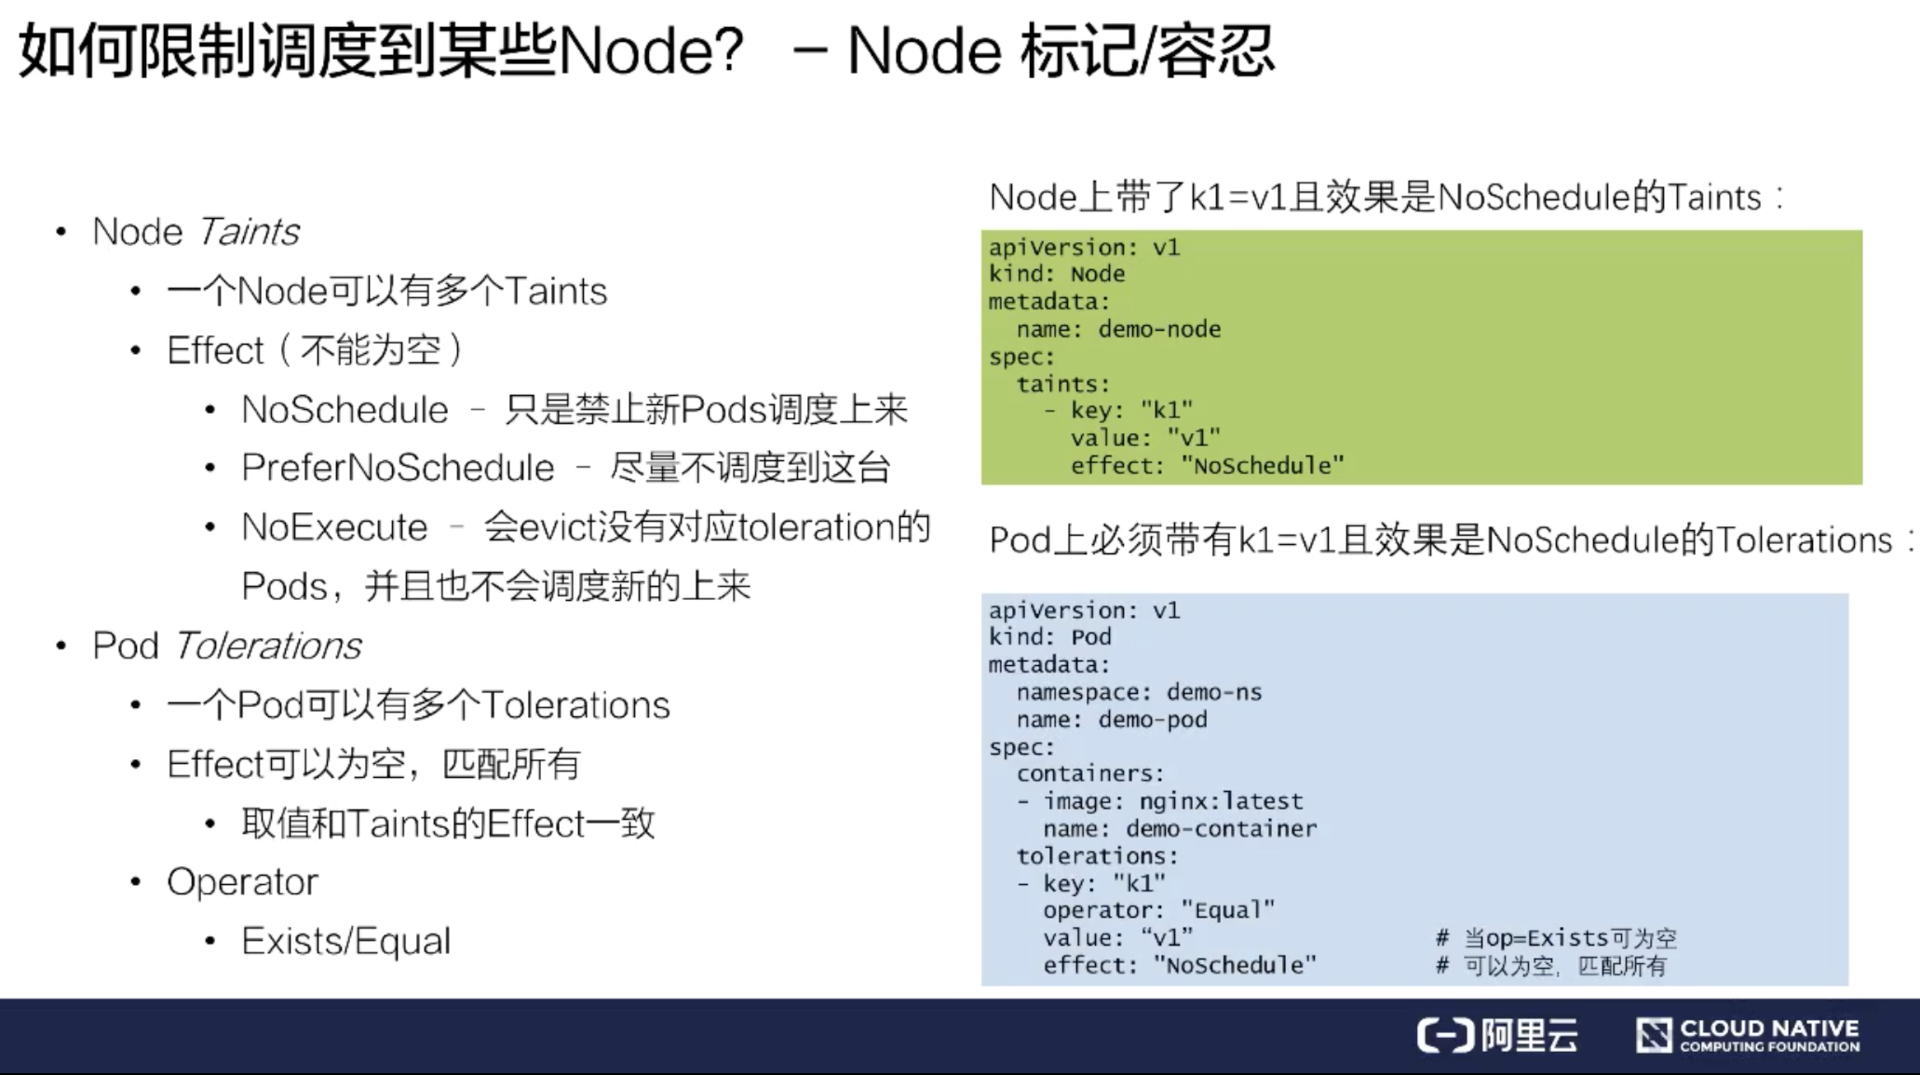 如何限制调度到某些Node？ – Node 标记/容忍
• Node Taints
• 一个Node可以有多个Taints
• Effect（不能为空）
• NoSchedule – 只是禁止新Pods调度上来
• PreferNoSchedule – 尽量不调度到这台
• NoExecute – 会evict没有对应toleration的
Pods，并且也不会调度新的上来
• Pod Tolerations
• 一个Pod可以有多个Tolerations
• Effect可以为空，匹配所有
• 取值和Taints的Effect一致
• Operator
• Exists/Equal
Node上带了k1=v1且效果是NoSchedule的Taints：
apiVersion: v1
kind: Node
metadata:
  name: demo-node
spec:
  taints:
    - key: "k1"
      value: "v1"
      effect: "NoSchedule"
Pod上必须带有k1=v1且效果是NoSchedule的Tolerations：
apiVersion: v1
kind: Pod
metadata:
  namespace: demo-ns
  name: demo-pod
spec:
  containers:
  - image: nginx:latest
    name: demo-container
  tolerations:
  - key: "k1"
    operator: "Equal"
    value: “v1”    # 当op=Exists可为空
    effect: "NoSchedule"    # 可以为空，匹配所有
阿里云
CLOUD NATIVE
COMPUTING FOUNDATION